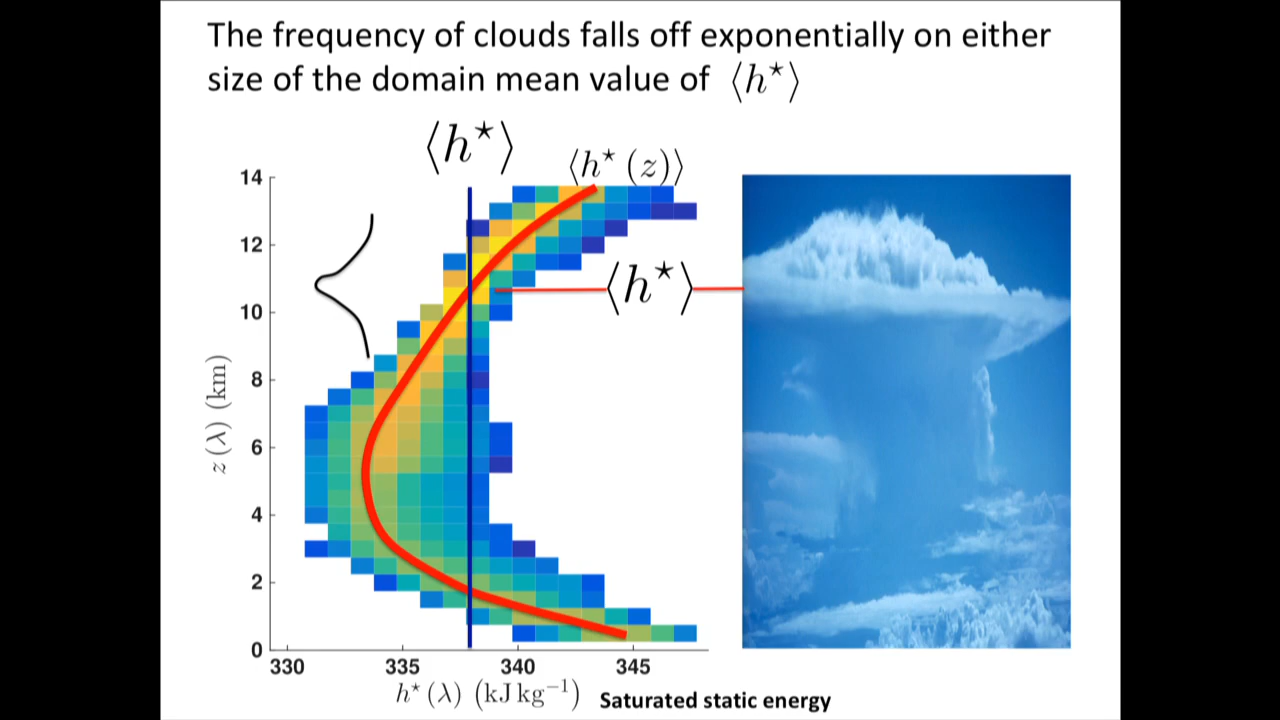 The frequency of clouds falls off exponentially on either
size of the domain mean value of ⟨h⋆⟩
⟨h⋆⟩
⟨h⋆ (z)⟩
⟨h⋆⟩
14
12
10
8
6
4
2
0
z (λ) (km)
330 335 340 345
h⋆ (λ) (kJ kg⁻¹)
Saturated static energy